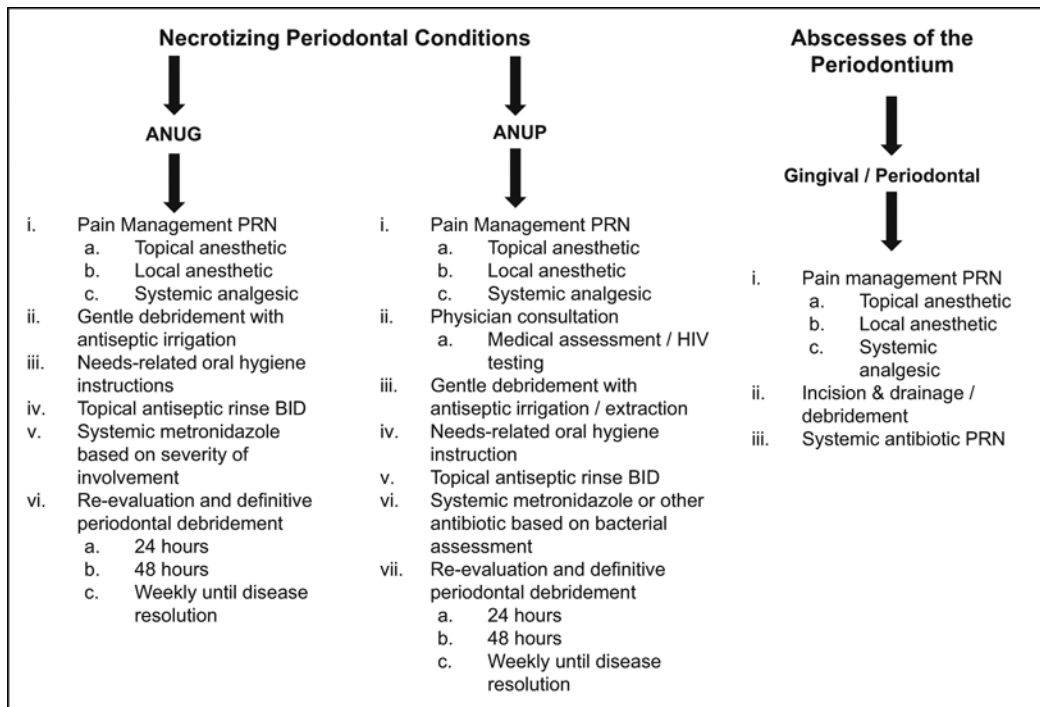 Necrotizing Periodontal Conditions
ANUG
i. Pain Management PRN
a. Topical anesthetic
b. Local anesthetic
c. Systemic analgesic
ii. Gentle debridement with
antiseptic irrigation
iii. Needs-related oral hygiene
instructions
iv. Topical antiseptic rinse BID
v. Systemic metronidazole
based on severity of
involvement
vi. Re-evaluation and definitive
periodontal debridement
a. 24 hours
b. 48 hours
c. Weekly until disease
resolution
ANUP
i. Pain Management PRN
a. Topical anesthetic
b. Local anesthetic
c. Systemic analgesic
ii. Physician consultation
a. Medical assessment / HIV
testing
iii. Gentle debridement with
antiseptic irrigation / extraction
iv. Needs-related oral hygiene
instruction
v. Topical antiseptic rinse BID
vi. Systemic metronidazole or other
antibiotic based on bacterial
assessment
vii. Re-evaluation and definitive
periodontal debridement
a. 24 hours
b. 48 hours
c. Weekly until disease
resolution
Abscesses of the
Periodontium
Gingival / Periodontal
i. Pain management PRN
a. Topical anesthetic
b. Local anesthetic
c. Systemic
analgesic
ii. Incision & drainage /
debridement
iii. Systemic antibiotic PRN